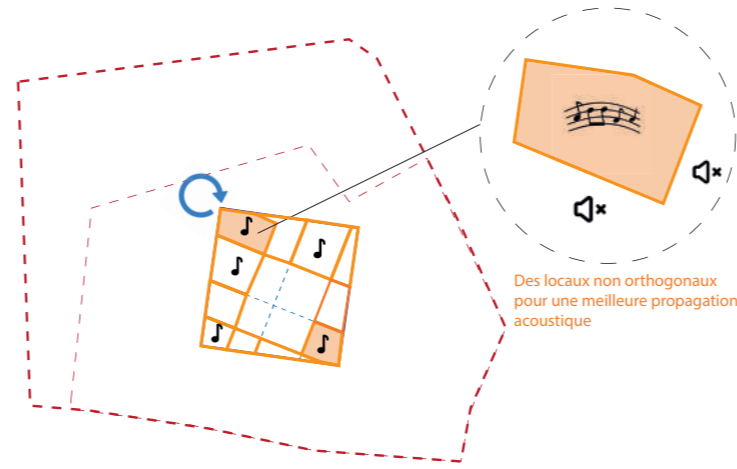 Des locaux non orthogonaux
pour une meilleure propagation
acoustique